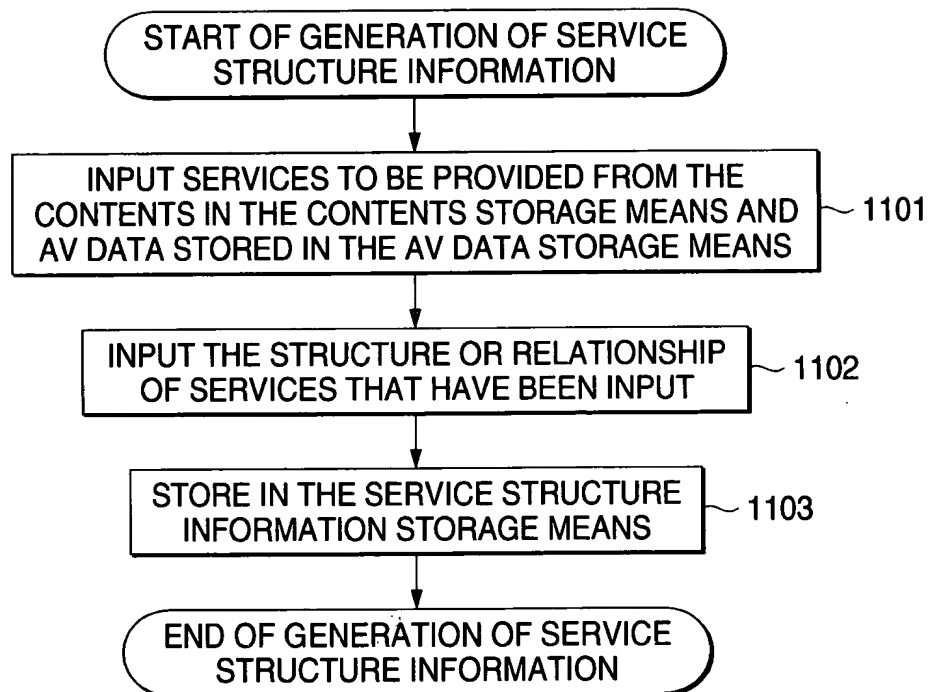 START OF GENERATION OF SERVICE
STRUCTURE INFORMATION
INPUT SERVICES TO BE PROVIDED FROM THE
CONTENTS IN THE CONTENTS STORAGE MEANS AND
AV DATA STORED IN THE AV DATA STORAGE MEANS
1101
INPUT THE STRUCTURE OR RELATIONSHIP
OF SERVICES THAT HAVE BEEN INPUT
1102
STORE IN THE SERVICE STRUCTURE
INFORMATION STORAGE MEANS
1103
END OF GENERATION OF SERVICE
STRUCTURE INFORMATION